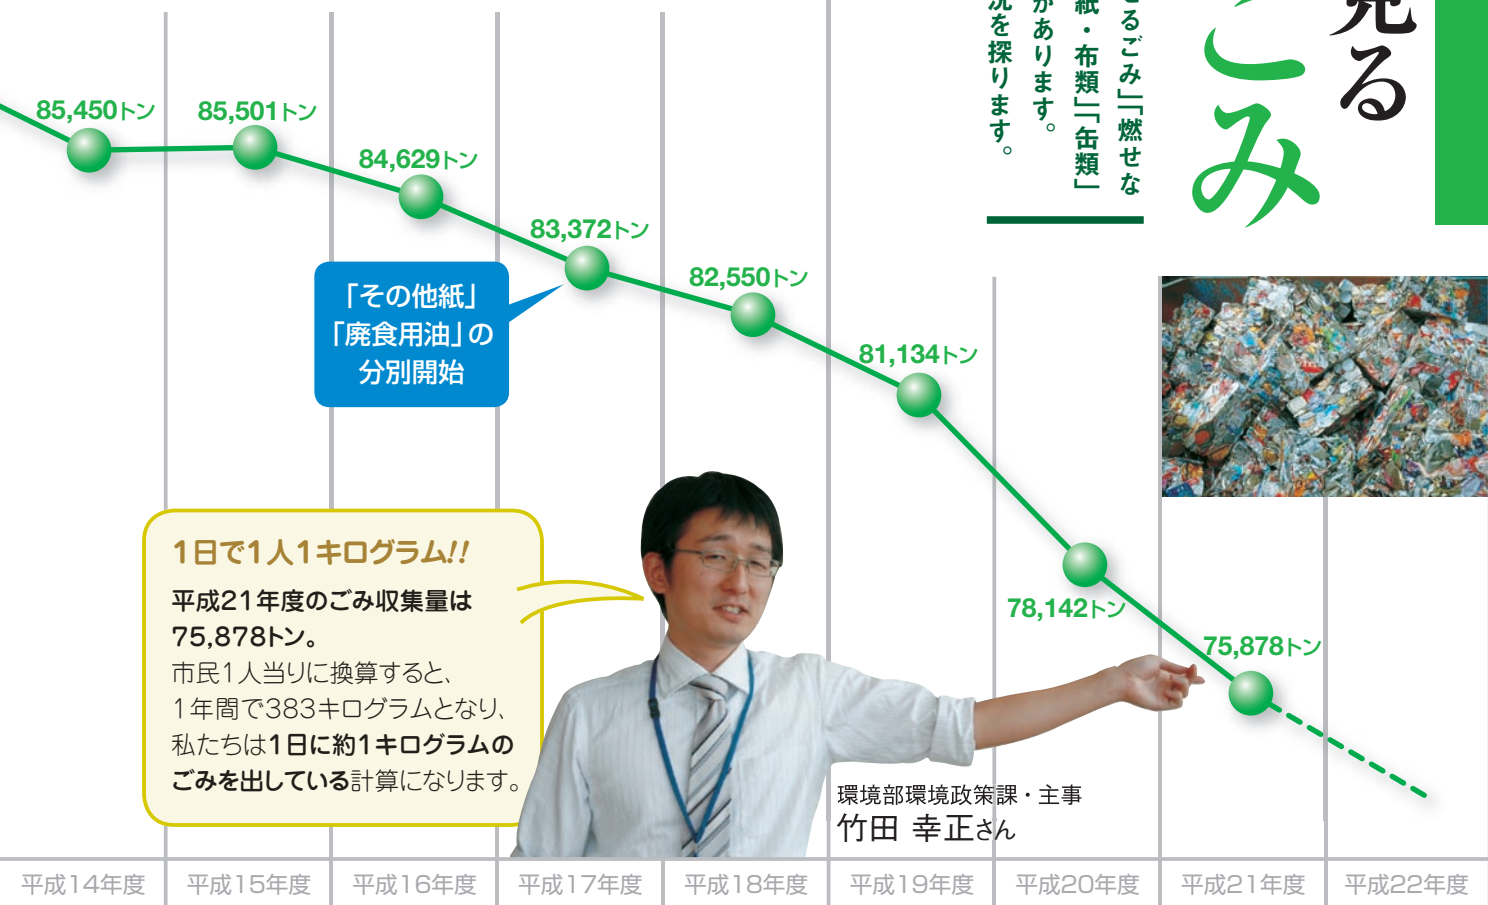 見る
ごみ
せるごみ」「燃せな
紙・布類」「缶類」
があります。
況を探ります。
85,450トン
85,501トン
84,629トン
83,372トン
82,550トン
81,134トン
78,142トン
75,878トン
「その他紙」
「廃食用油」の
分別開始
1日で1人1キログラム!!
平成21年度のごみ収集量は
75,878トン。
市民1人当りに換算すると、
1年間で383キログラムとなり、
私たちは1日に約1キログラムの
ごみを出している計算になります。
環境部環境政策課・主事
竹田 幸正さん
平成14年度
平成15年度
平成16年度
平成17年度
平成18年度
平成19年度
平成20年度
平成21年度
平成22年度